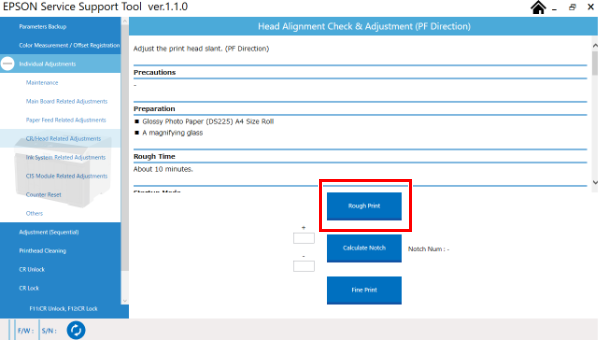 EPSON Service Support Tool ver.1.1.0
Parameters Backup
Color Measurement / Offset Registration
Individual Adjustments
Maintenance
Main Board Related Adjustments
Paper Feed Related Adjustments
CR/Head Related Adjustments
Ink System Related Adjustments
CIS Module Related Adjustments
Counter Reset
Others
Adjustment (Sequential)
Printhead Cleaning
CR Unlock
CR Lock
F11:CR Unlock, F12:CR Lock
F/W :
S/N :
Head Alignment Check & Adjustment (PF Direction)
Adjust the print head slant. (PF Direction)
Precautions
-
Preparation
■ Glossy Photo Paper (DS225) A4 Size Roll
■ A magnifying glass
Rough Time
About 10 minutes.
Startup Mode
Rough Print
+
-
Calculate Notch
Notch Num : -
Fine Print